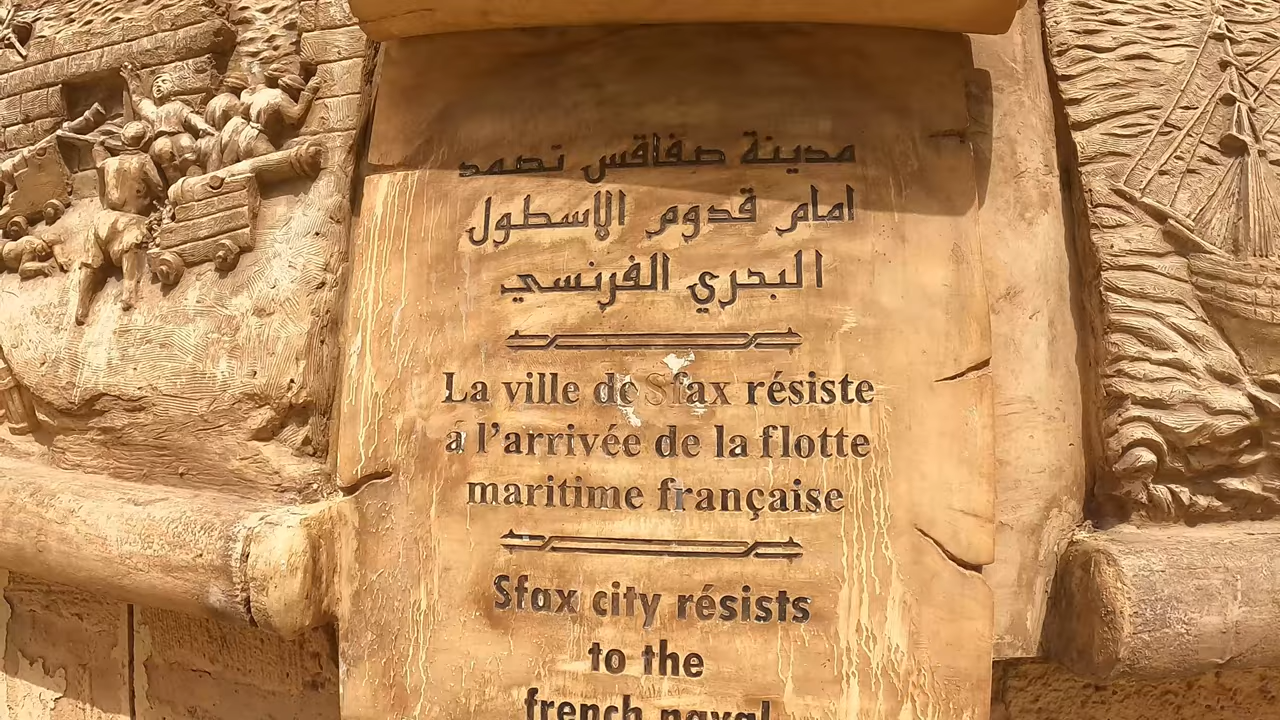 مدينة صفاقس تصمد
امام قدوم الاسطول
البحري الفرنسي
La ville de Sfax résiste
á l'arrivée de la flotte
maritime française
Sfax city résists
to the
french naval